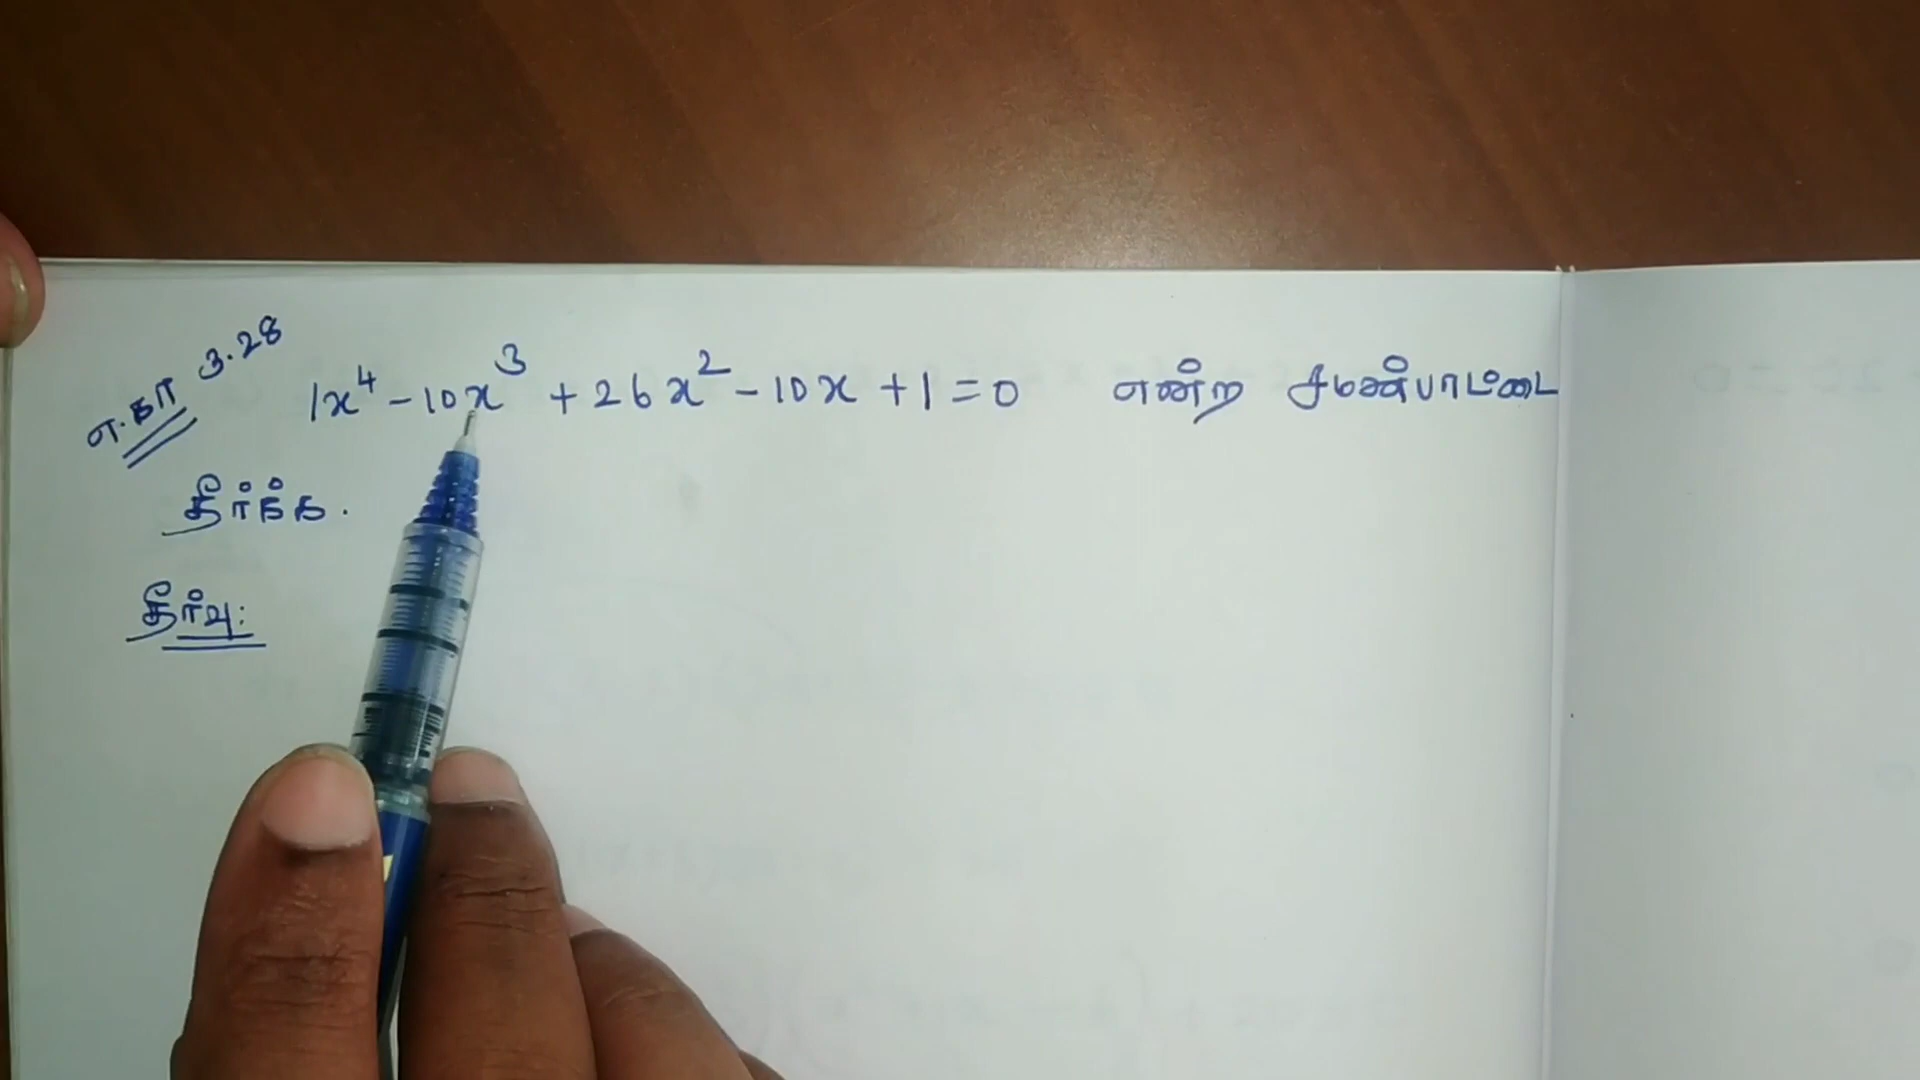 எ.கா 3.28
1x⁴ - 10x³ + 26x² - 10x + 1 = 0 என்ற சமன்பாட்டை
தீர்க்க.
தீர்வு: